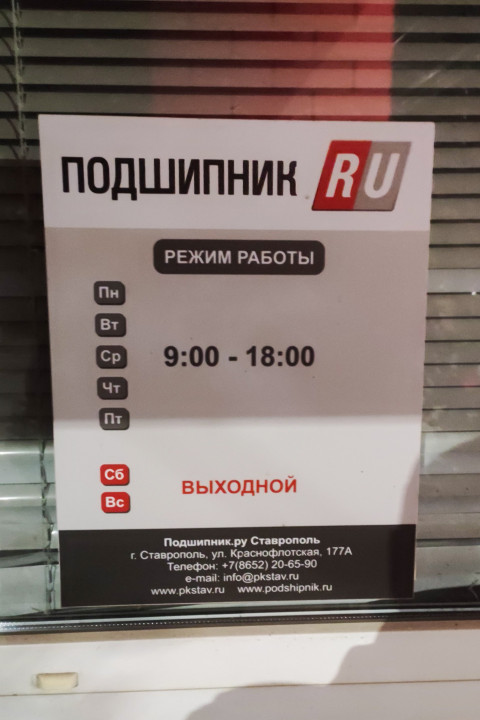 ПОДШИПНИК RU
РЕЖИМ РАБОТЫ
Пн
Вт
Ср 9:00 - 18:00
Чт
Пт
Сб
ВЫХОДНОЙ
Вс
Подшипник.ру Ставрополь
г. Ставрополь, ул. Краснофлотская, 177А
Телефон: +7(8652) 20-65-90
e-mail: info@pkstav.ru
www.pkstav.ru www.podshipnik.ru